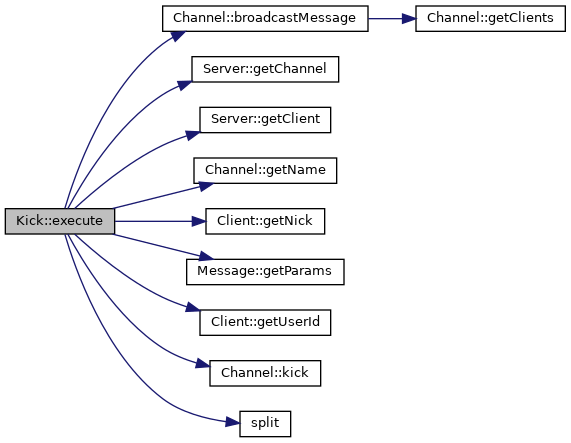 Channel::broadcastMessage
Channel::getClients
Server::getChannel
Server::getClient
Channel::getName
Kick::execute
Client::getNick
Message::getParams
Client::getUserId
Channel::kick
split